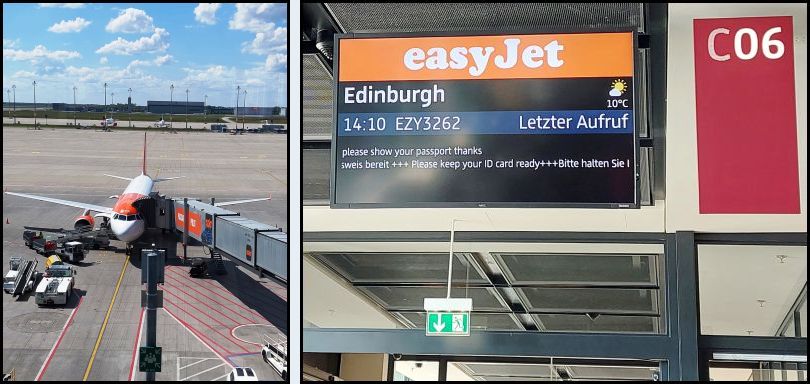 easyJet
Edinburgh
10°C
14:10 EZY3262 Letzter Aufruf
please show your passport thanks
sweis bereit +++ Please keep your ID card ready+++Bitte halten Sie I
C06